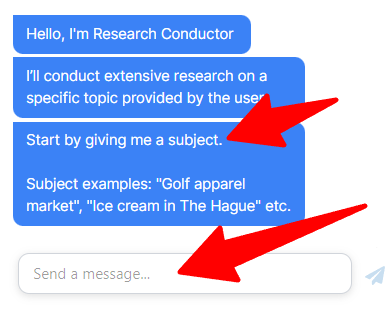 Hello, I'm Research Conductor
I'll conduct extensive research on a
specific topic provided by the user
Start by giving me a subject.
Subject examples: "Golf apparel
market", "Ice cream in The Hague" etc.
Send a message...